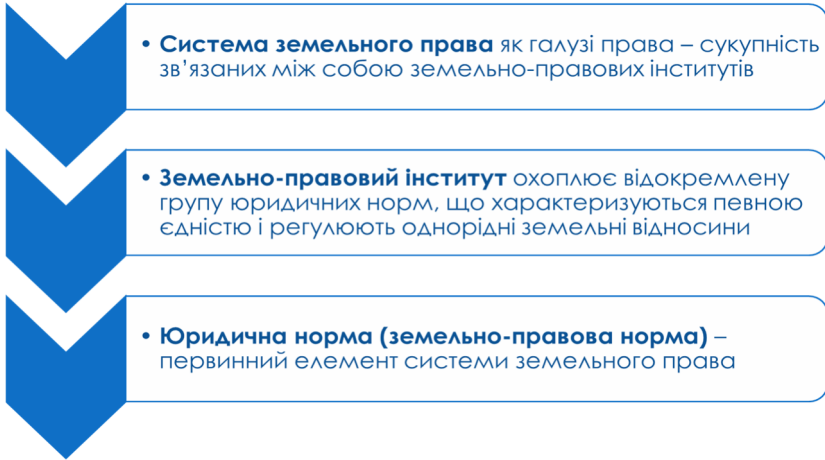 • Система земельного права як галузі права – сукупність
зв’язаних між собою земельно-правових інститутів
• Земельно-правовий інститут охоплює відокремлену
групу юридичних норм, що характеризуються певною
єдністю і регулюють однорідні земельні відносини
• Юридична норма (земельно-правова норма) –
первинний елемент системи земельного права